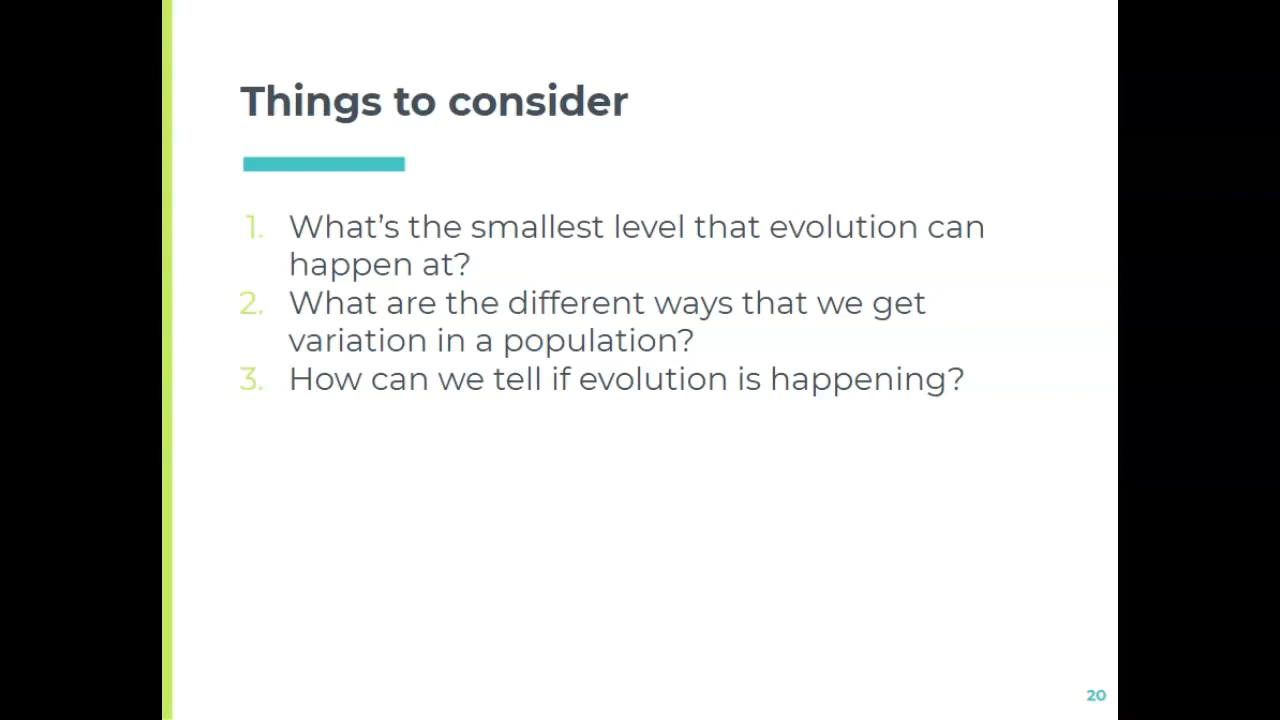 Things to consider
1. What's the smallest level that evolution can
happen at?
2. What are the different ways that we get
variation in a population?
3. How can we tell if evolution is happening?
20